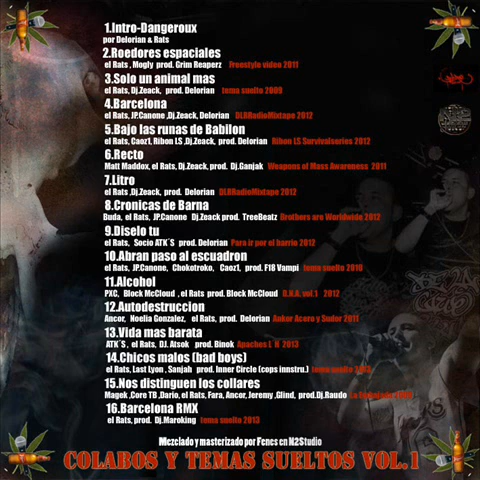 1.Intro-Dangeroux
por Delorian & Rats
2.Roedores espaciales
el Rats , Mogly prod. Grim Reaperz Freestyle video 2011
3.Solo un animal mas
el Rats, Dj.Zeack, prod. Delorian tema suelto 2009
4.Barcelona
el Rats, JP.Canone ,Dj.Zeack, Delorian DLRRadioMixtape 2012
5.Bajo las runas de Babilon
el Rats, Caoz1, Ribon LS ,Dj.Zeack, prod. Delorian Ribon LS Survivalseries 2012
6.Recto
Matt Maddox, el Rats, Dj.Zeack, prod. Dj.Ganjak Weapons of Mass Awareness 2011
7.Litro
el Rats ,Dj.Zeack, prod. Delorian DLRRadioMixtape 2012
8.Cronicas de Barna
Buda, el Rats, JP.Canone Dj.Zeack prod. TreeBeatz Brothers are Worldwide 2012
9.Diselo tu
el Rats, Socio ATK´S prod. Delorian Para ir por el barrio 2012
10.Abran paso al escuadron
el Rats, JP.Canone, Chokotroko, Caoz1, prod. F18 Vampi tema suelto 2010
11.Alcohol
PXC, Block McCloud , el Rats prod. Block McCloud D.N.A. vol.1 2012
12.Autodestruccion
Ancor, Noelia Gonzalez, el Rats, prod. Delorian Ankor Acero y Sudor 2011
13.Vida mas barata
ATK´S , el Rats, DJ. Atsok prod. Binok Apaches L H 2013
14.Chicos malos (bad boys)
el Rats, Last Lyon , Sanjah prod. Inner Circle (cops innstru.) tema suelto 2013
15.Nos distinguen los collares
Magek ,Core TB ,Dario, el Rats, Fara, Ancor, Jeremy ,Glind, prod.Dj.Raudo La
16.Barcelona RMX
el Rats, prod. Dj.Maroking tema suelto 2013
Mezclado y masterizado por Fenes en N2Studio
COLABOS Y TEMAS SUELTOS VOL.1